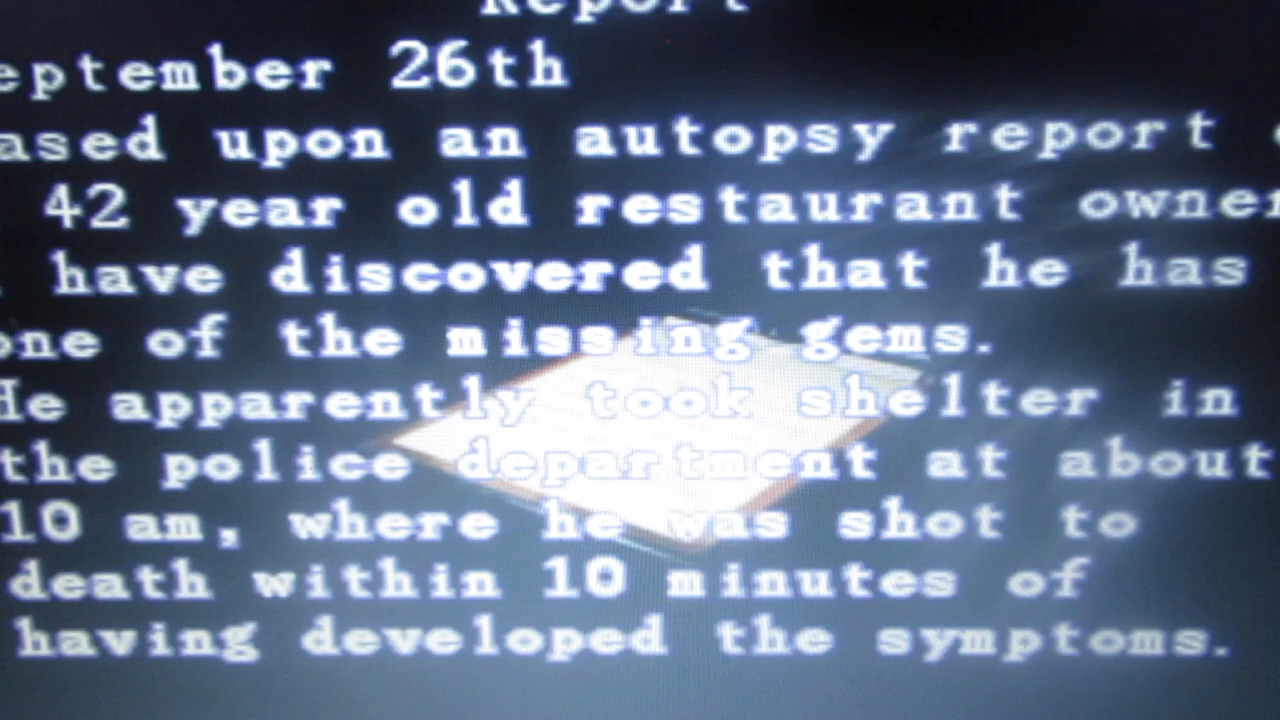 Report
eptember 26th
ased upon an autopsy report
42 year old restaurant owner
have discovered that he has
one of the missing gems.
He apparently took shelter in
the police department at about
10 am, where he was shot to
death within 10 minutes of
having developed the symptoms.